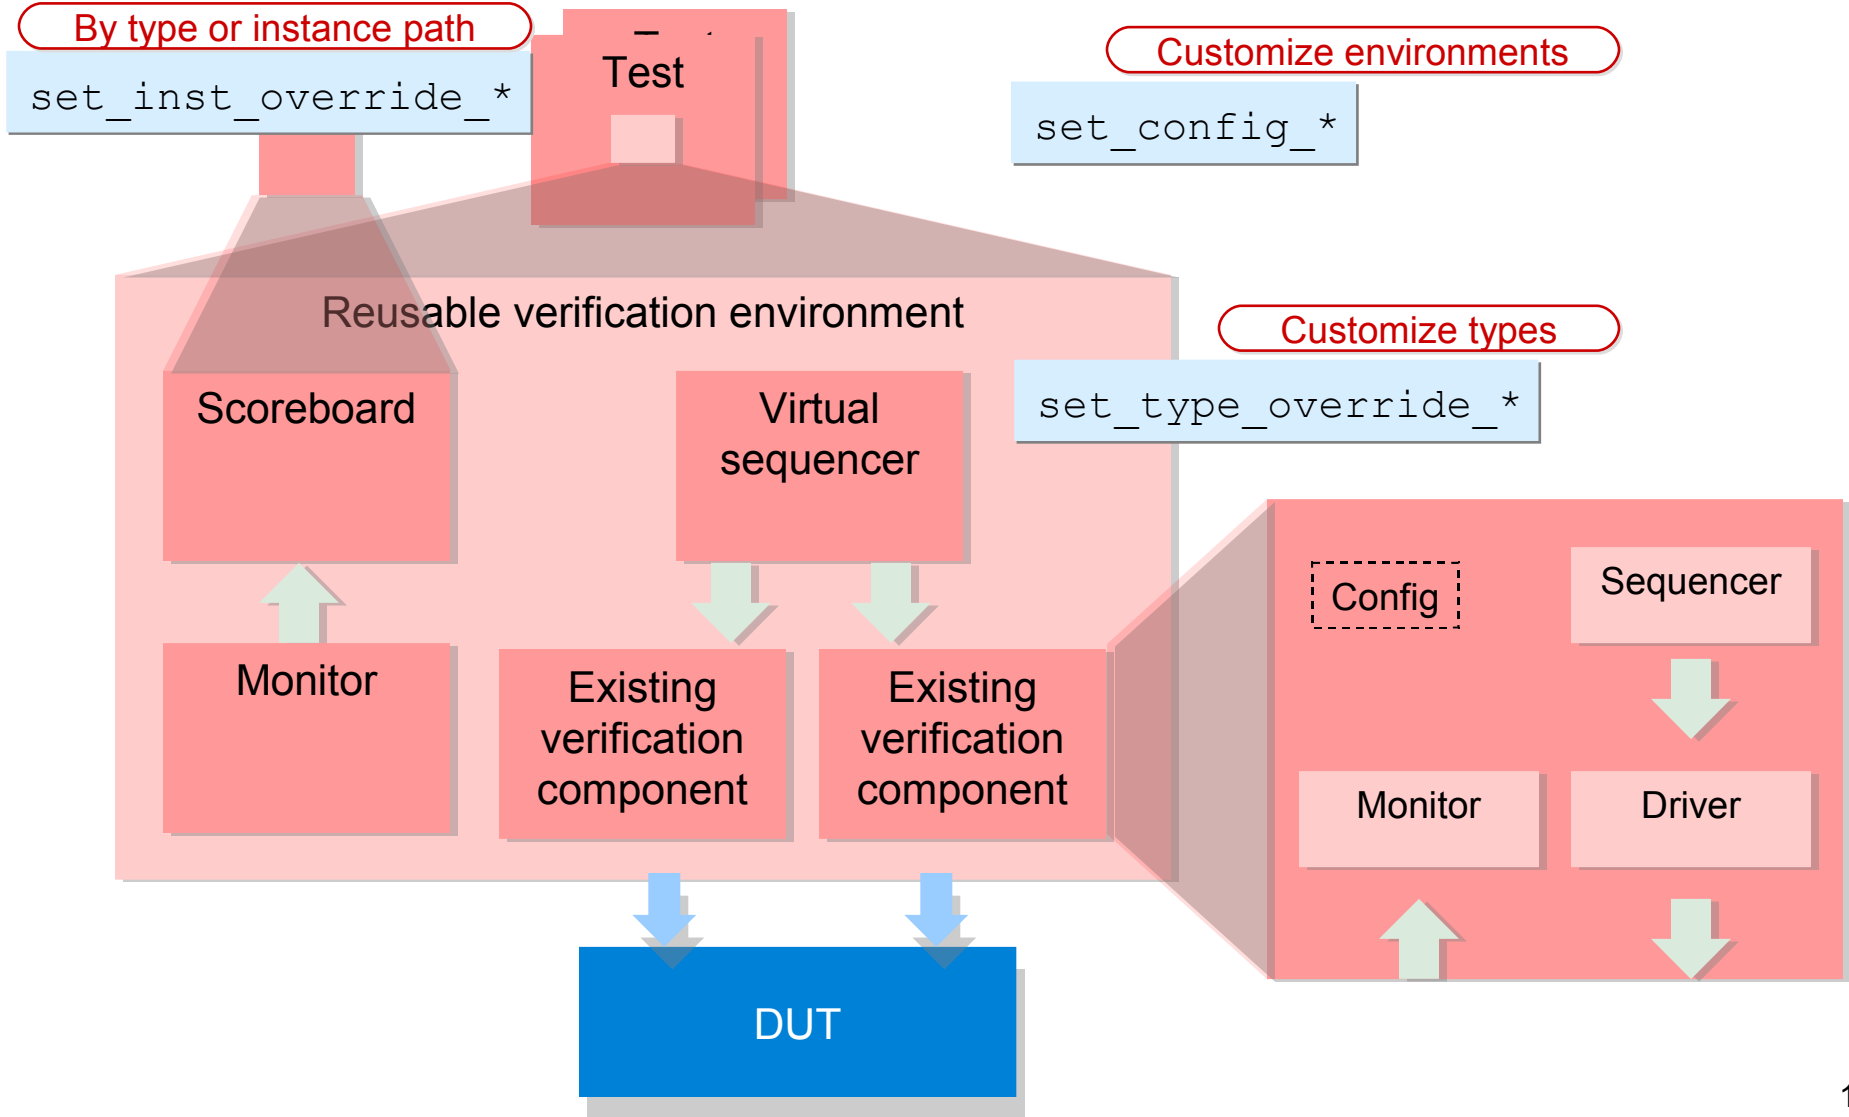 By type or instance path
set_inst_override_*
Test
Customize environments
set_config_*
Reusable verification environment
Customize types
set_type_override_*
Scoreboard
Virtual
sequencer
Monitor
Existing
verification
component
Existing
verification
component
Config
Sequencer
Monitor
Driver
DUT
1